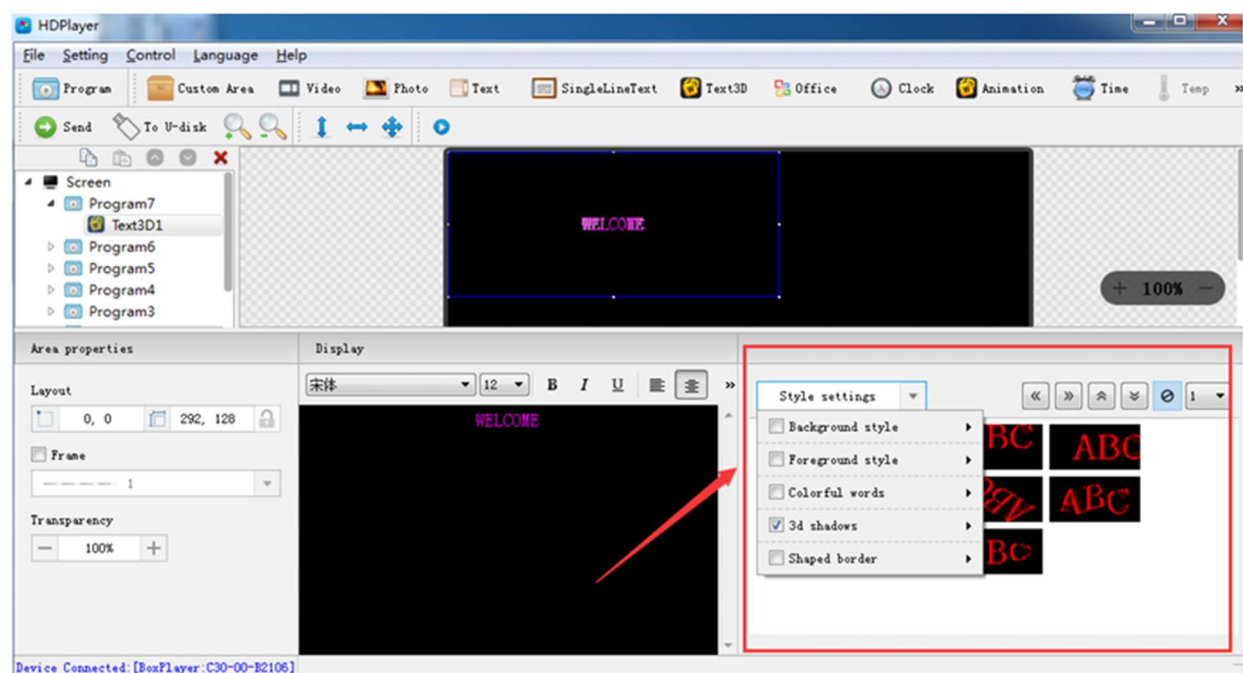 HDPlayer
File Setting Control Language Help
Program Custom Area Video Photo Text SingleLineText Text3D Office Clock Animation Time Temp »
Send To U-disk
Screen
Program7
Text3D1
Program6
Program5
Program4
Program3
WELCOME
+ 100% −
Area properties
Layout
0, 0 292, 128
Frame
1
Transparency
— 100% +
Display
宋体 12 B I U »
WELCOME
Style settings
« » 1
Background style
Foreground style
Colorful words
3d shadows
Shaped border
BC ABC
ABC
Device Connected:[BoxPlayer:C30-00-B2106]